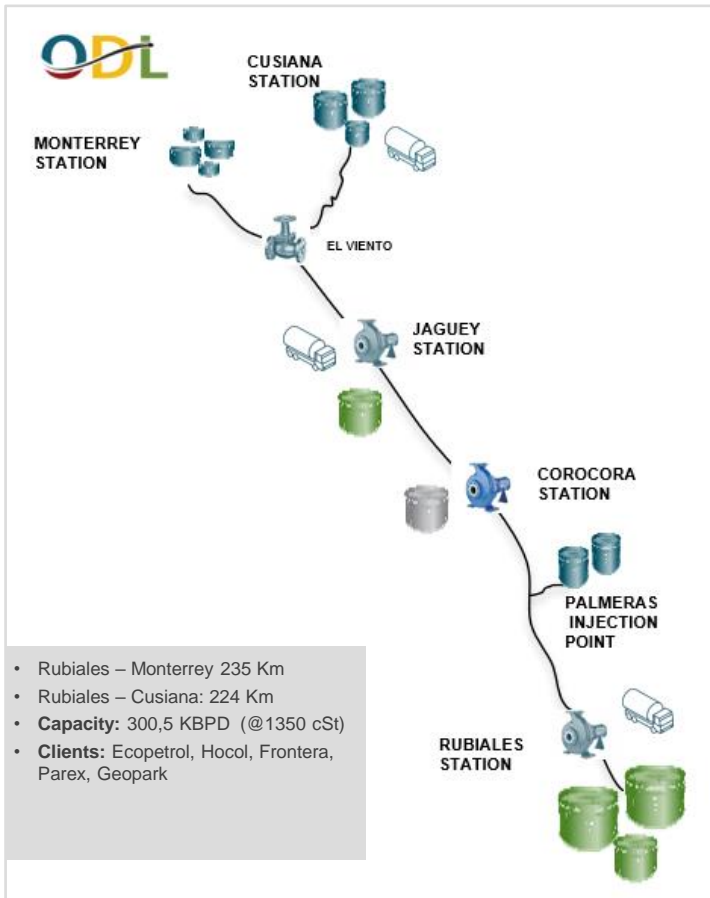 ODL
CUSIANA
STATION
MONTERREY
STATION
EL VIENTO
JAGUEY
STATION
COROCORA
STATION
PALMERAS
INJECTION
POINT
RUBIALES
STATION
• Rubiales – Monterrey 235 Km
• Rubiales – Cusiana: 224 Km
• Capacity: 300,5 KBPD (@1350 cSt)
• Clients: Ecopetrol, Hocol, Frontera,
Parex, Geopark